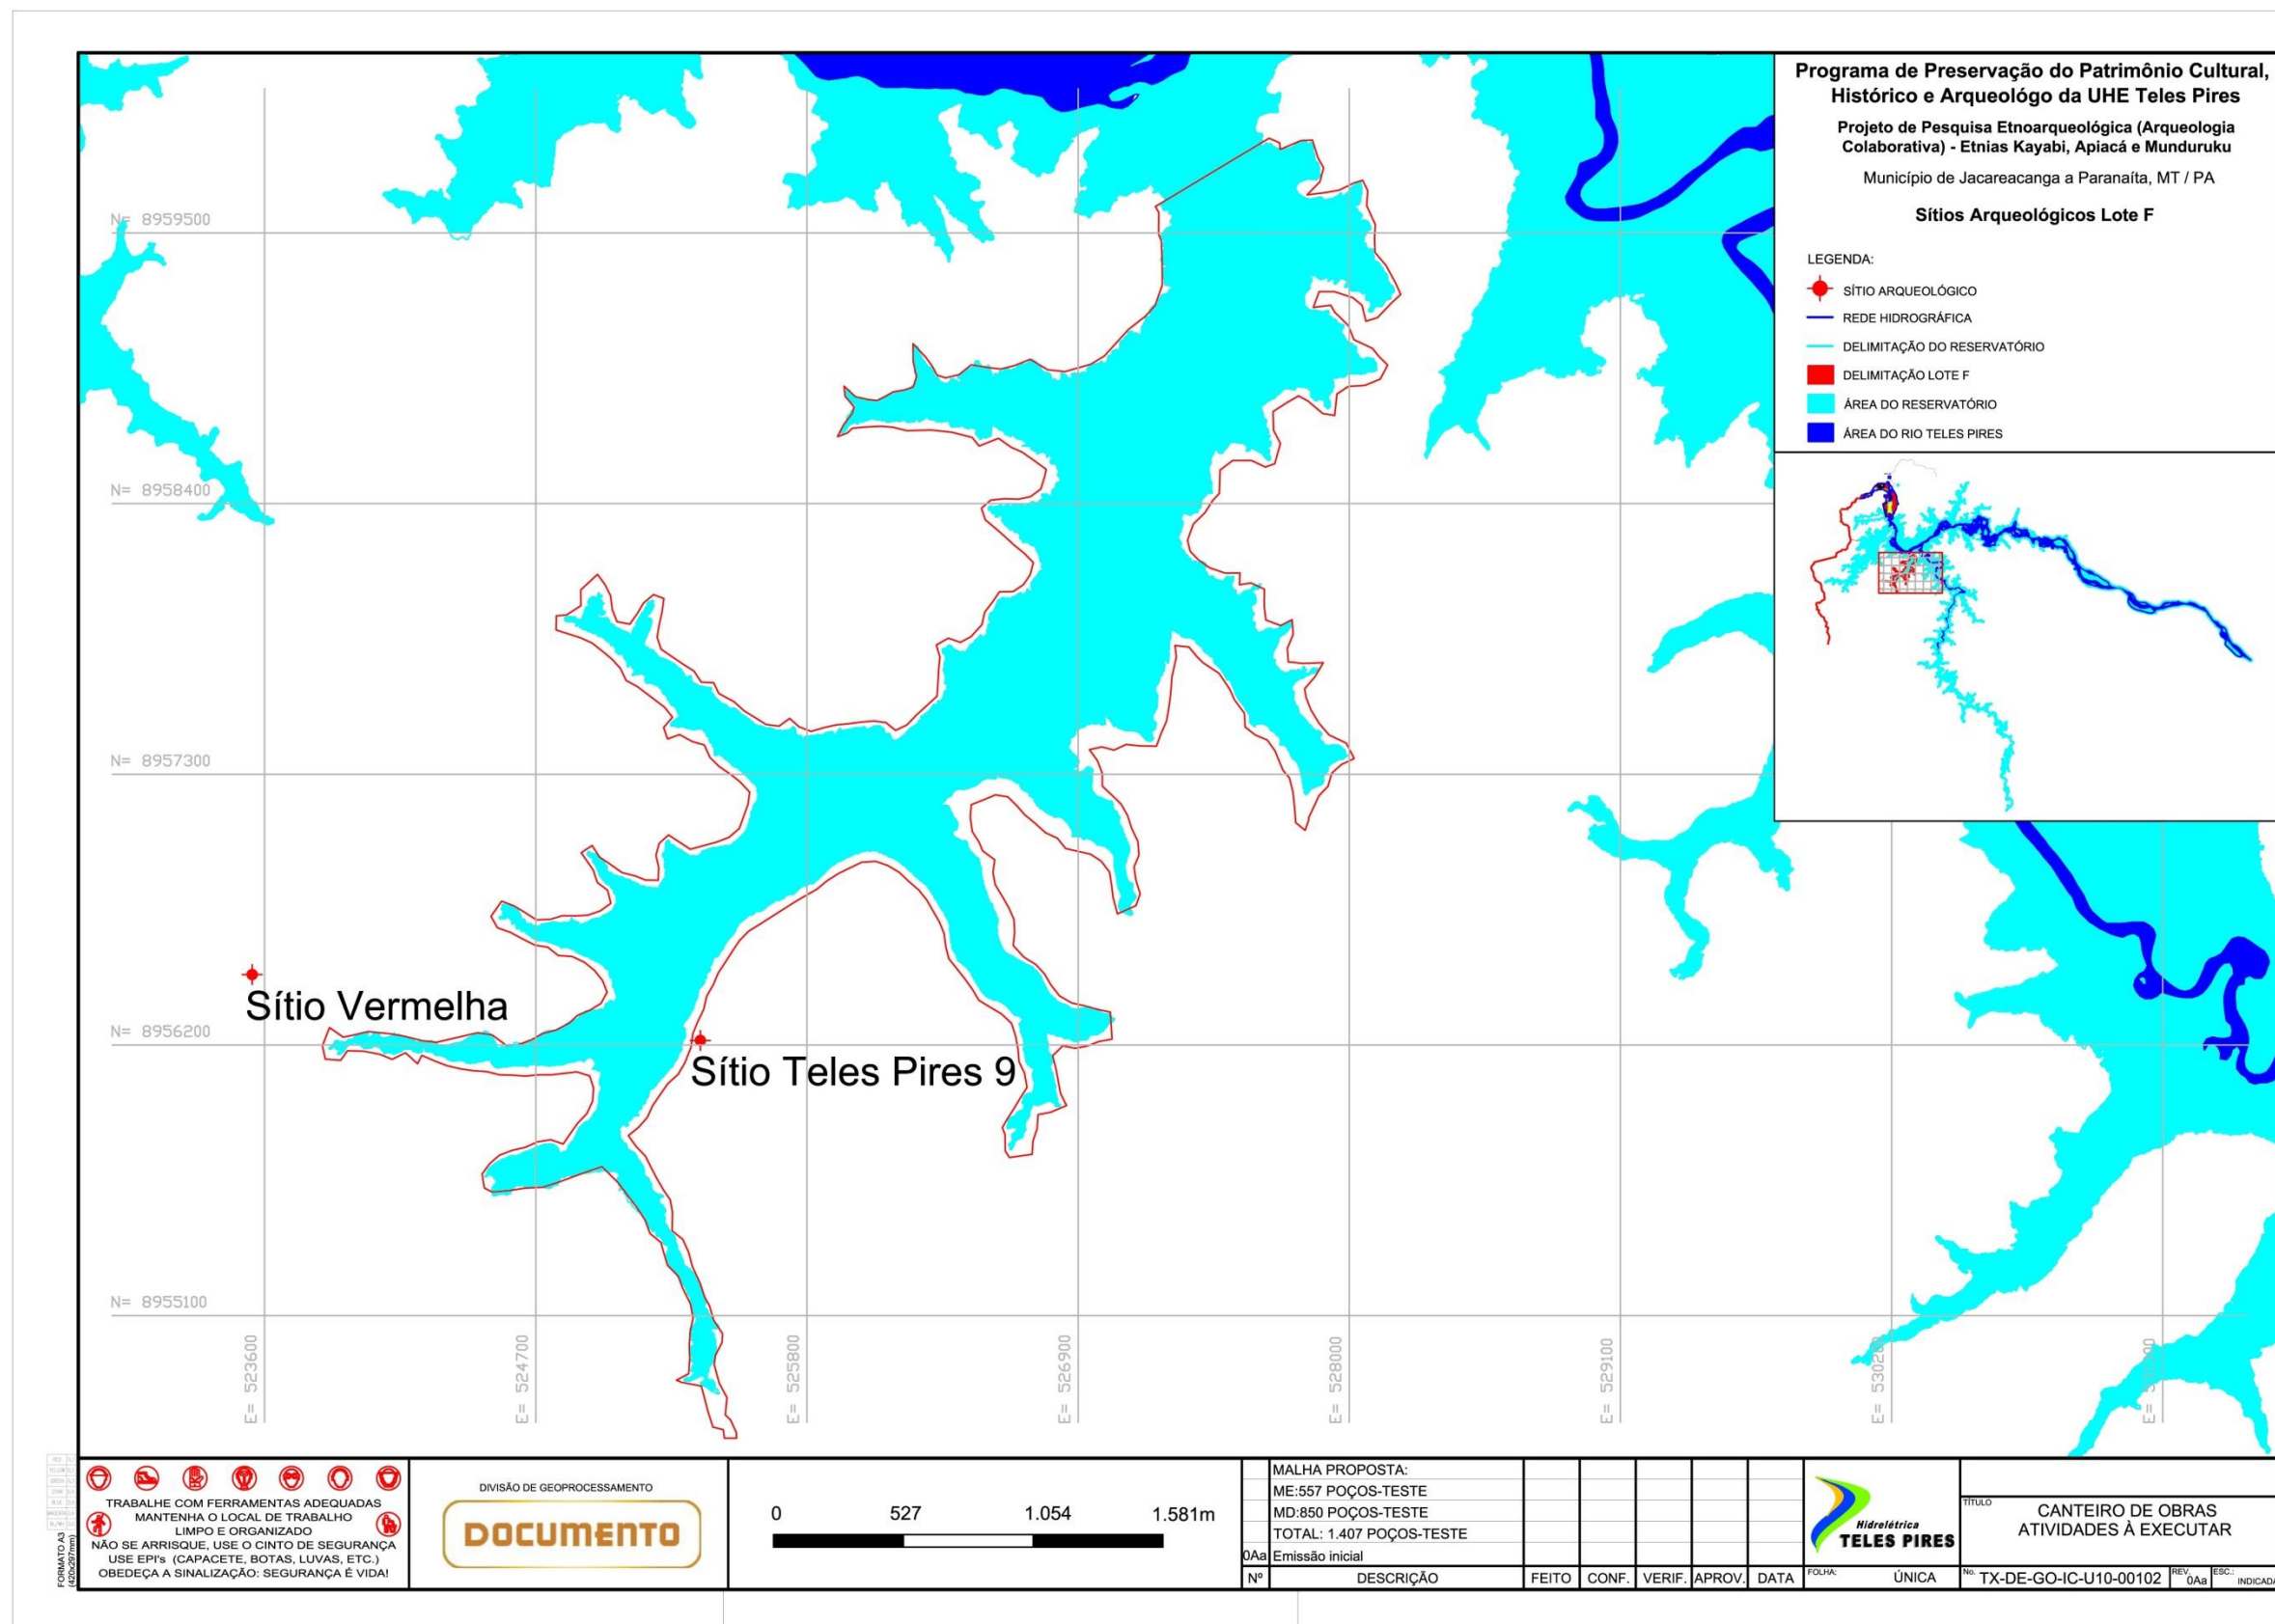 Programa de Preservação do Patrimônio Cultural,
Histórico e Arqueológo da UHE Teles Pires
Projeto de Pesquisa Etnoarqueológica (Arqueologia
Colaborativa) - Etnias Kayabi, Apiacá e Munduruku
Município de Jacareacanga a Paranaíta, MT / PA
Sítios Arqueológicos Lote F
LEGENDA:
SÍTIO ARQUEOLÓGICO
REDE HIDROGRÁFICA
DELIMITAÇÃO DO RESERVATÓRIO
DELIMITAÇÃO LOTE F
ÁREA DO RESERVATÓRIO
ÁREA DO RIO TELES PIRES
N= 8959500
N= 8958400
N= 8957300
N= 8956200
N= 8955100
Sítio Vermelha
Sítio Teles Pires 9
E= 523600
E= 524700
E= 525800
E= 526900
E= 528000
E= 529100
E= 530200
E=
FORMATO A3
(420x297mm)
TRABALHE COM FERRAMENTAS ADEQUADAS
MANTENHA O LOCAL DE TRABALHO
LIMPO E ORGANIZADO
NÃO SE ARRISQUE, USE O CINTO DE SEGURANÇA
USE EPI's (CAPACETE, BOTAS, LUVAS, ETC.)
OBEDEÇA A SINALIZAÇÃO: SEGURANÇA É VIDA!
DIVISÃO DE GEOPROCESSAMENTO
DOCUMENTO
0 527 1.054 1.581m
MALHA PROPOSTA:
ME:557 POÇOS-TESTE
MD:850 POÇOS-TESTE
TOTAL: 1.407 POÇOS-TESTE
0Aa Emissão inicial
Nº DESCRIÇÃO FEITO CONF. VERIF. APROV. DATA
Hidrelétrica
TELES PIRES
FOLHA: ÚNICA
TÍTULO
CANTEIRO DE OBRAS
ATIVIDADES À EXECUTAR
No. TX-DE-GO-IC-U10-00102 REV. 0Aa ESC.: INDICADA